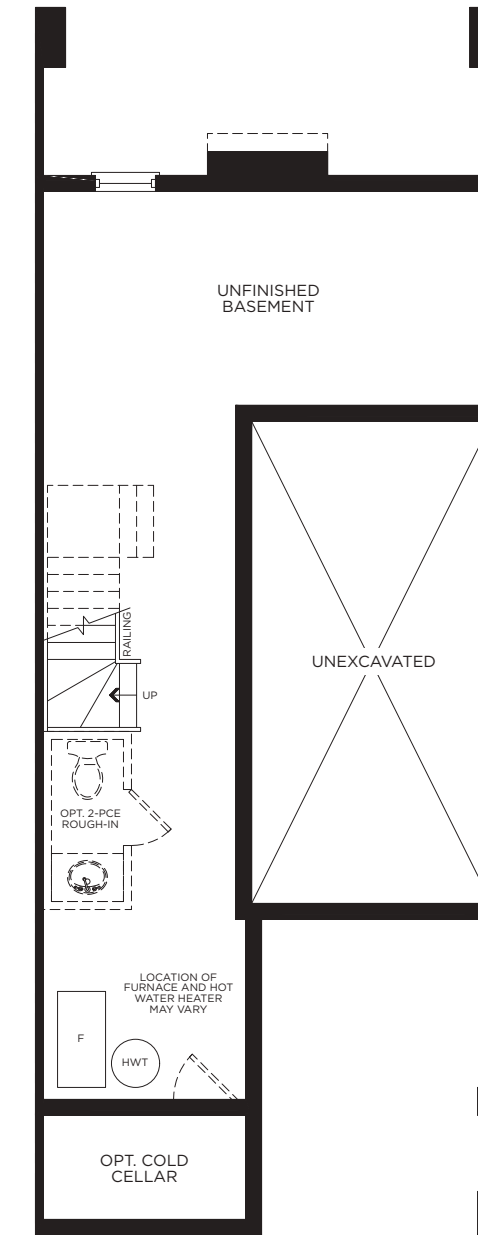 UNFINISHED
BASEMENT
RAILING
UNEXCAVATED
UP
OPT. 2-PCE
ROUGH-IN
LOCATION OF
FURNACE AND HOT
WATER HEATER
MAY VARY
F
HWT
OPT. COLD
CELLAR